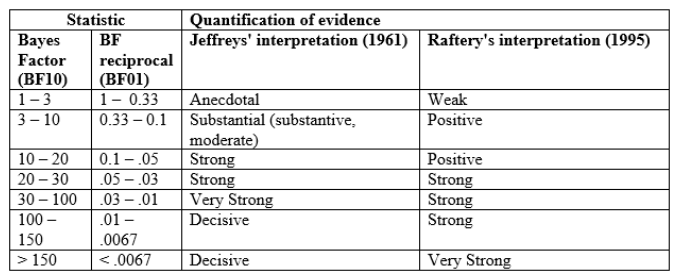 Statistic Quantification of evidence
Bayes Factor (BF10) BF reciprocal (BF01) Jeffreys' interpretation (1961) Raftery's interpretation (1995)
1 – 3 1 – 0.33 Anecdotal Weak
3 – 10 0.33 – 0.1 Substantial (substantive, moderate) Positive
10 – 20 0.1 – .05 Strong Positive
20 – 30 .05 – .03 Strong Strong
30 – 100 .03 – .01 Very Strong Strong
100 – 150 .01 – .0067 Decisive Strong
> 150 < .0067 Decisive Very Strong